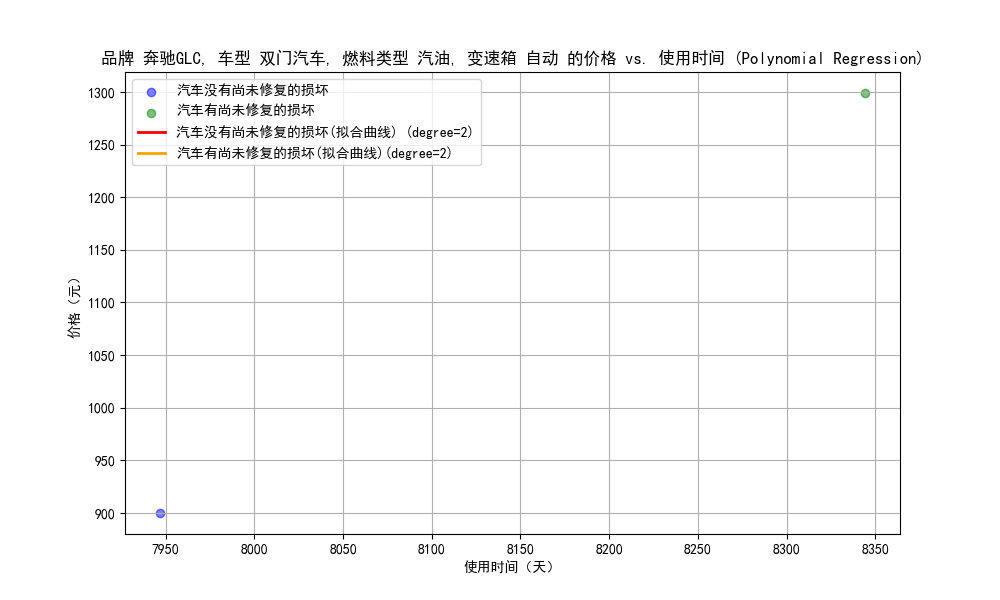 品牌 奔驰GLC, 车型 双门汽车, 燃料类型 汽油, 变速箱 自动 的价格 vs. 使用时间 (Polynomial Regression)
汽车没有尚未修复的损坏
汽车有尚未修复的损坏
汽车没有尚未修复的损坏(拟合曲线) (degree=2)
汽车有尚未修复的损坏(拟合曲线)(degree=2)
1300
1250
1200
1150
1100
1050
1000
950
900
价格（元）
7950 8000 8050 8100 8150 8200 8250 8300 8350
使用时间（天）